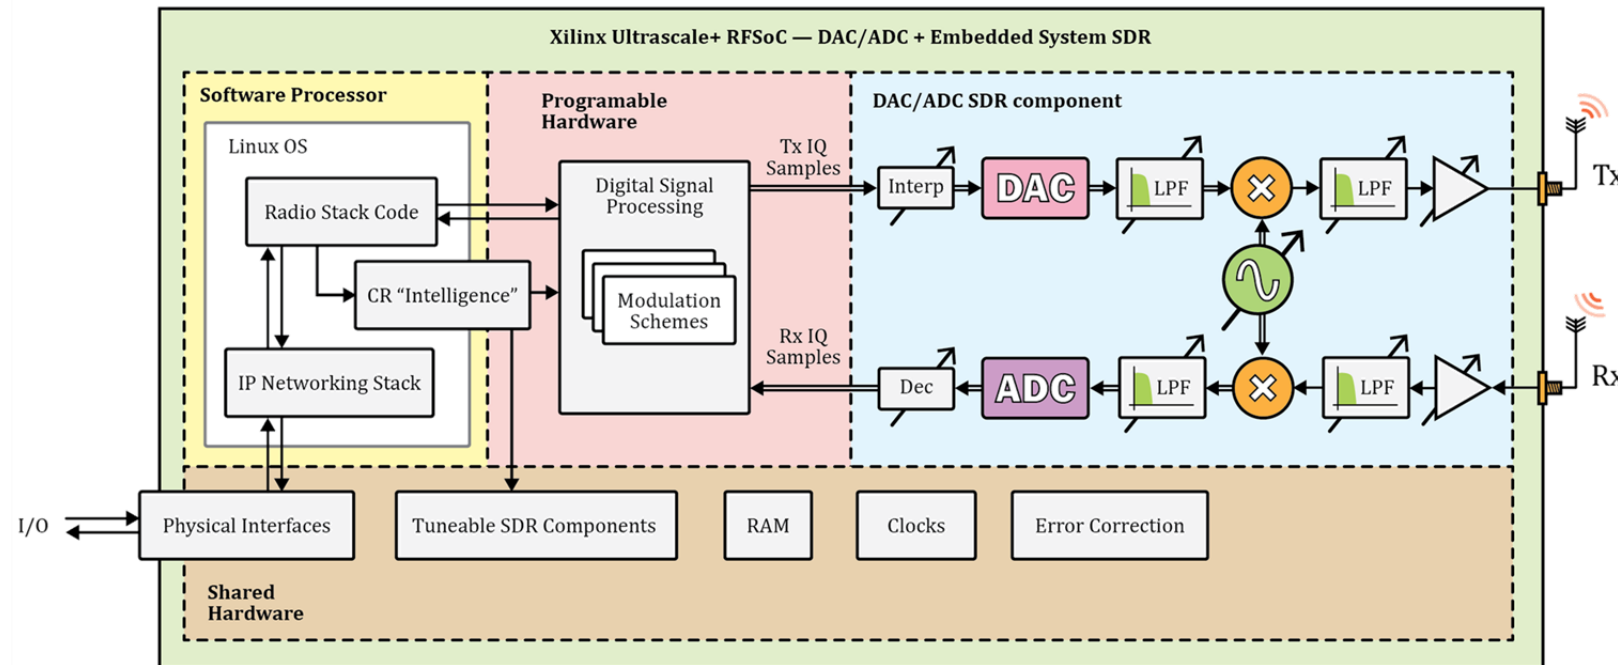 Xilinx Ultrascale+ RFSoC — DAC/ADC + Embedded System SDR
Software Processor
Linux OS
Radio Stack Code
CR “Intelligence”
IP Networking Stack
Programable
Hardware
Digital Signal
Processing
Modulation
Schemes
Tx IQ
Samples
Rx IQ
Samples
DAC/ADC SDR component
Interp
DAC
LPF
LPF
Tx
Dec
ADC
LPF
LPF
Rx
I/O
Physical Interfaces
Tuneable SDR Components
RAM
Clocks
Error Correction
Shared
Hardware